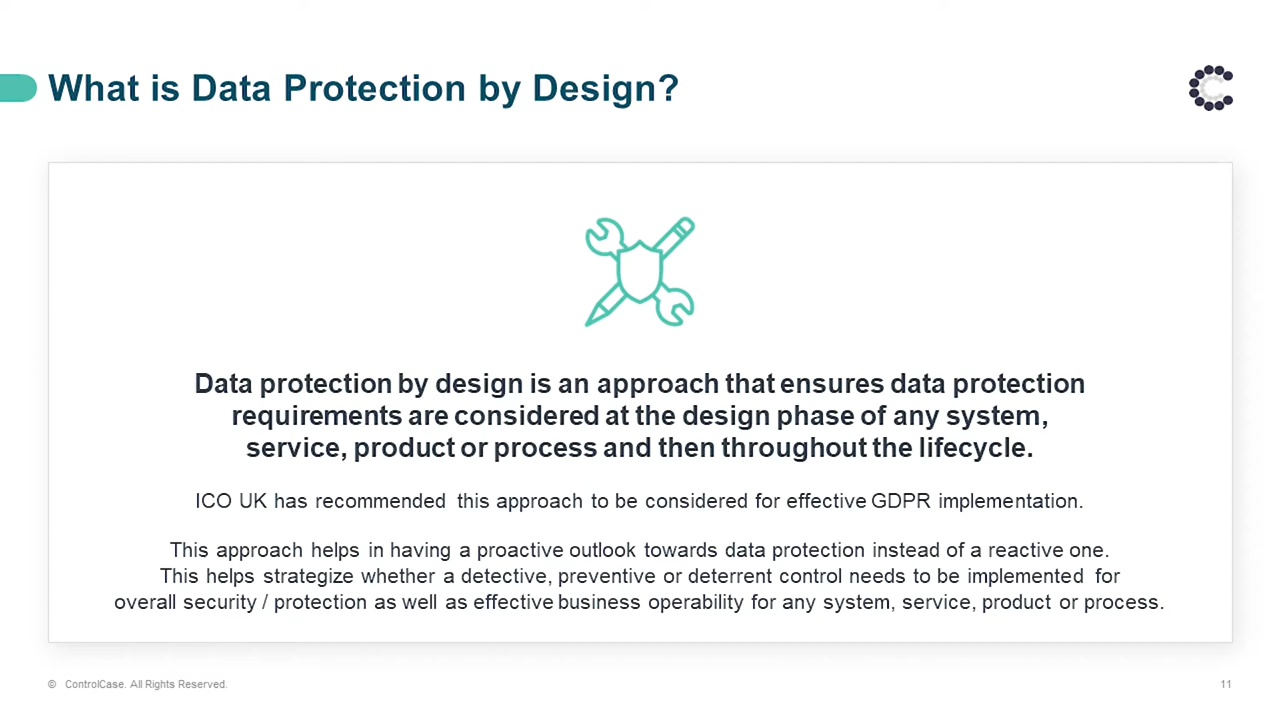 What is Data Protection by Design?
Data protection by design is an approach that ensures data protection
requirements are considered at the design phase of any system,
service, product or process and then throughout the lifecycle.
ICO UK has recommended this approach to be considered for effective GDPR implementation.
This approach helps in having a proactive outlook towards data protection instead of a reactive one.
This helps strategize whether a detective, preventive or deterrent control needs to be implemented for
overall security / protection as well as effective business operability for any system, service, product or process.
© ControlCase. All Rights Reserved.
11